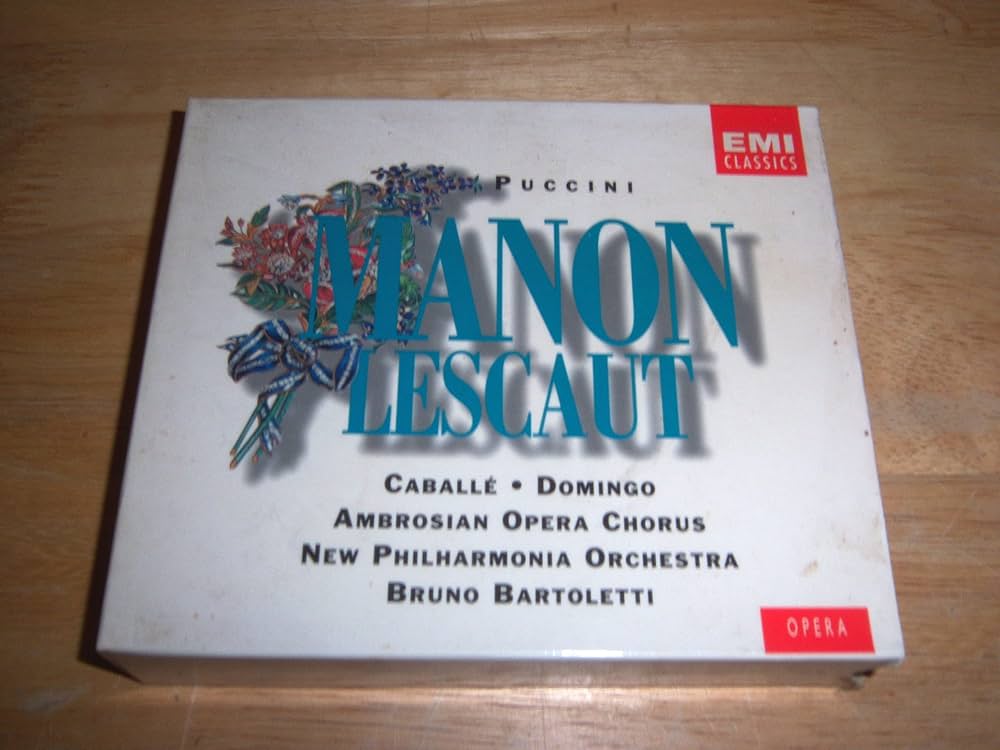 EMI
CLASSICS
PUCCINI
MANON
LESCAUT
CABALLÉ • DOMINGO
AMBROSIAN OPERA CHORUS
NEW PHILHARMONIA ORCHESTRA
BRUNO BARTOLETTI
OPERA